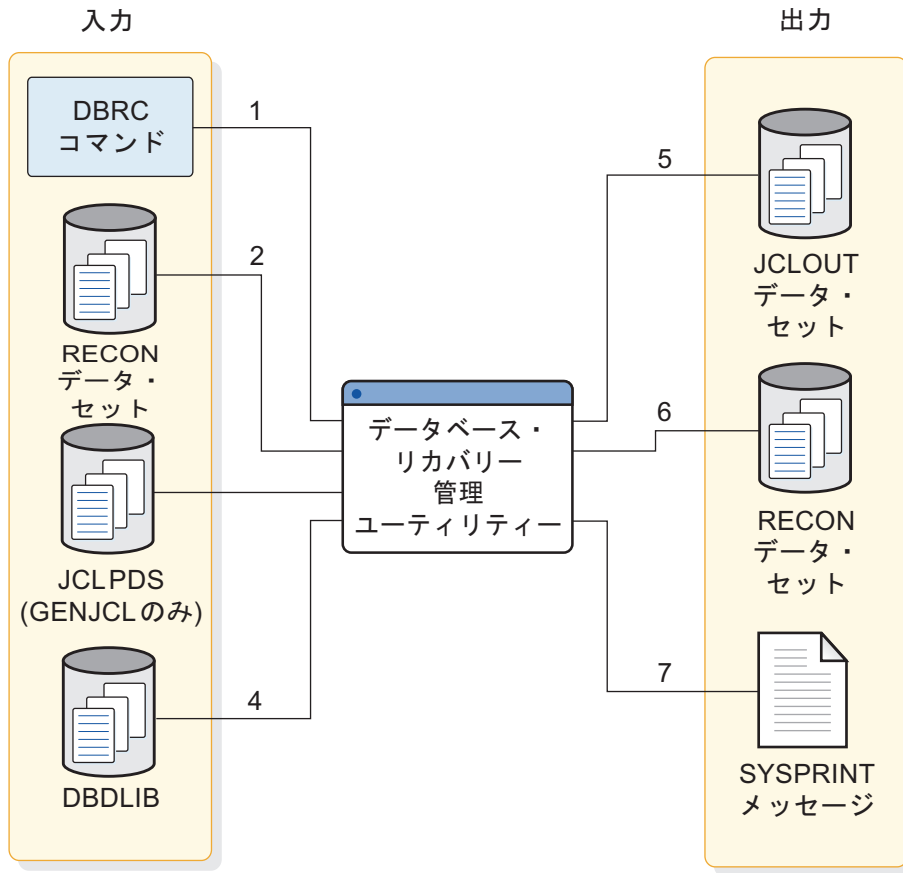 入力
出力
DBRC
コマンド
1
RECON
データ・
セット
2
JCLPDS
(GENJCLのみ)
DBDLIB
4
データベース・
リカバリー
管理
ユーティリティー
5
JCLOUT
データ・
セット
6
RECON
データ・
セット
7
SYSPRINT
メッセージ